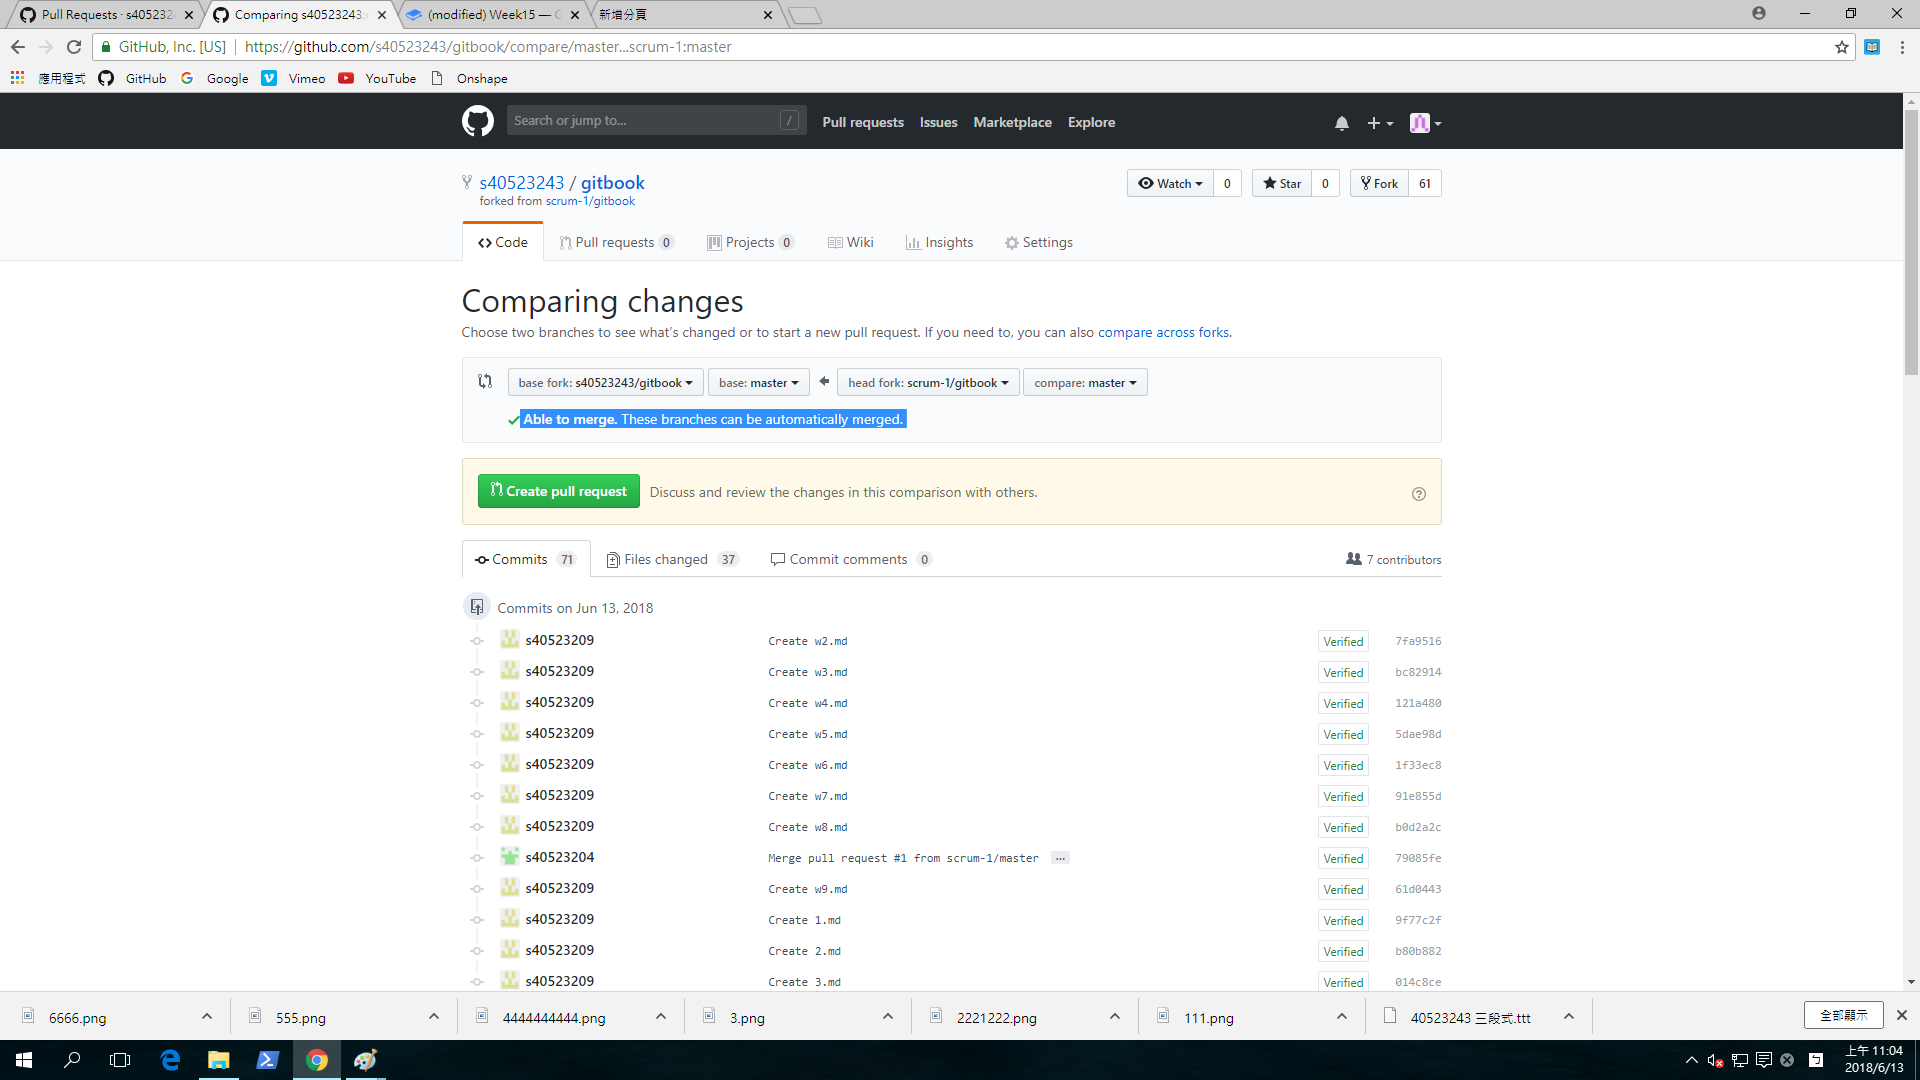 Pull Requests · s405232
Comparing s40523243:
(modified) Week15 — G
新增分頁
GitHub, Inc. [US]
https://github.com/s40523243/gitbook/compare/master...scrum-1:master
應用程式
GitHub
Google
Vimeo
YouTube
Onshape
Search or jump to...
/
Pull requests
Issues
Marketplace
Explore
s40523243 / gitbook
forked from scrum-1/gitbook
Watch 0
Star 0
Fork 61
Code
Pull requests 0
Projects 0
Wiki
Insights
Settings
Comparing changes
Choose two branches to see what's changed or to start a new pull request. If you need to, you can also compare across forks.
base fork: s40523243/gitbook
base: master
head fork: scrum-1/gitbook
compare: master
Able to merge. These branches can be automatically merged.
Create pull request
Discuss and review the changes in this comparison with others.
Commits 71
Files changed 37
Commit comments 0
7 contributors
Commits on Jun 13, 2018
s40523209 Create w2.md Verified 7fa9516
s40523209 Create w3.md Verified bc82914
s40523209 Create w4.md Verified 121a480
s40523209 Create w5.md Verified 5dae98d
s40523209 Create w6.md Verified 1f33ec8
s40523209 Create w7.md Verified 91e855d
s40523209 Create w8.md Verified b0d2a2c
s40523204 Merge pull request #1 from scrum-1/master … Verified 79085fe
s40523209 Create w9.md Verified 61d0443
s40523209 Create 1.md Verified 9f77c2f
s40523209 Create 2.md Verified b80b882
s40523209 Create 3.md Verified 014c8ce
6666.png
555.png
4444444444.png
3.png
2221222.png
111.png
40523243 三段式.ttt
全部顯示
上午 11:04
2018/6/13